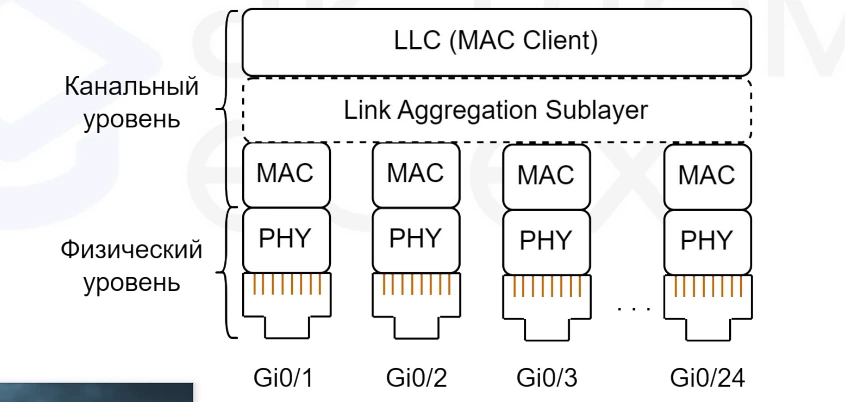 LLC (MAC Client)
Канальный
уровень
Link Aggregation Sublayer
MAC MAC MAC MAC
Физический
уровень
PHY PHY PHY PHY
. . .
Gi0/1 Gi0/2 Gi0/3 Gi0/24